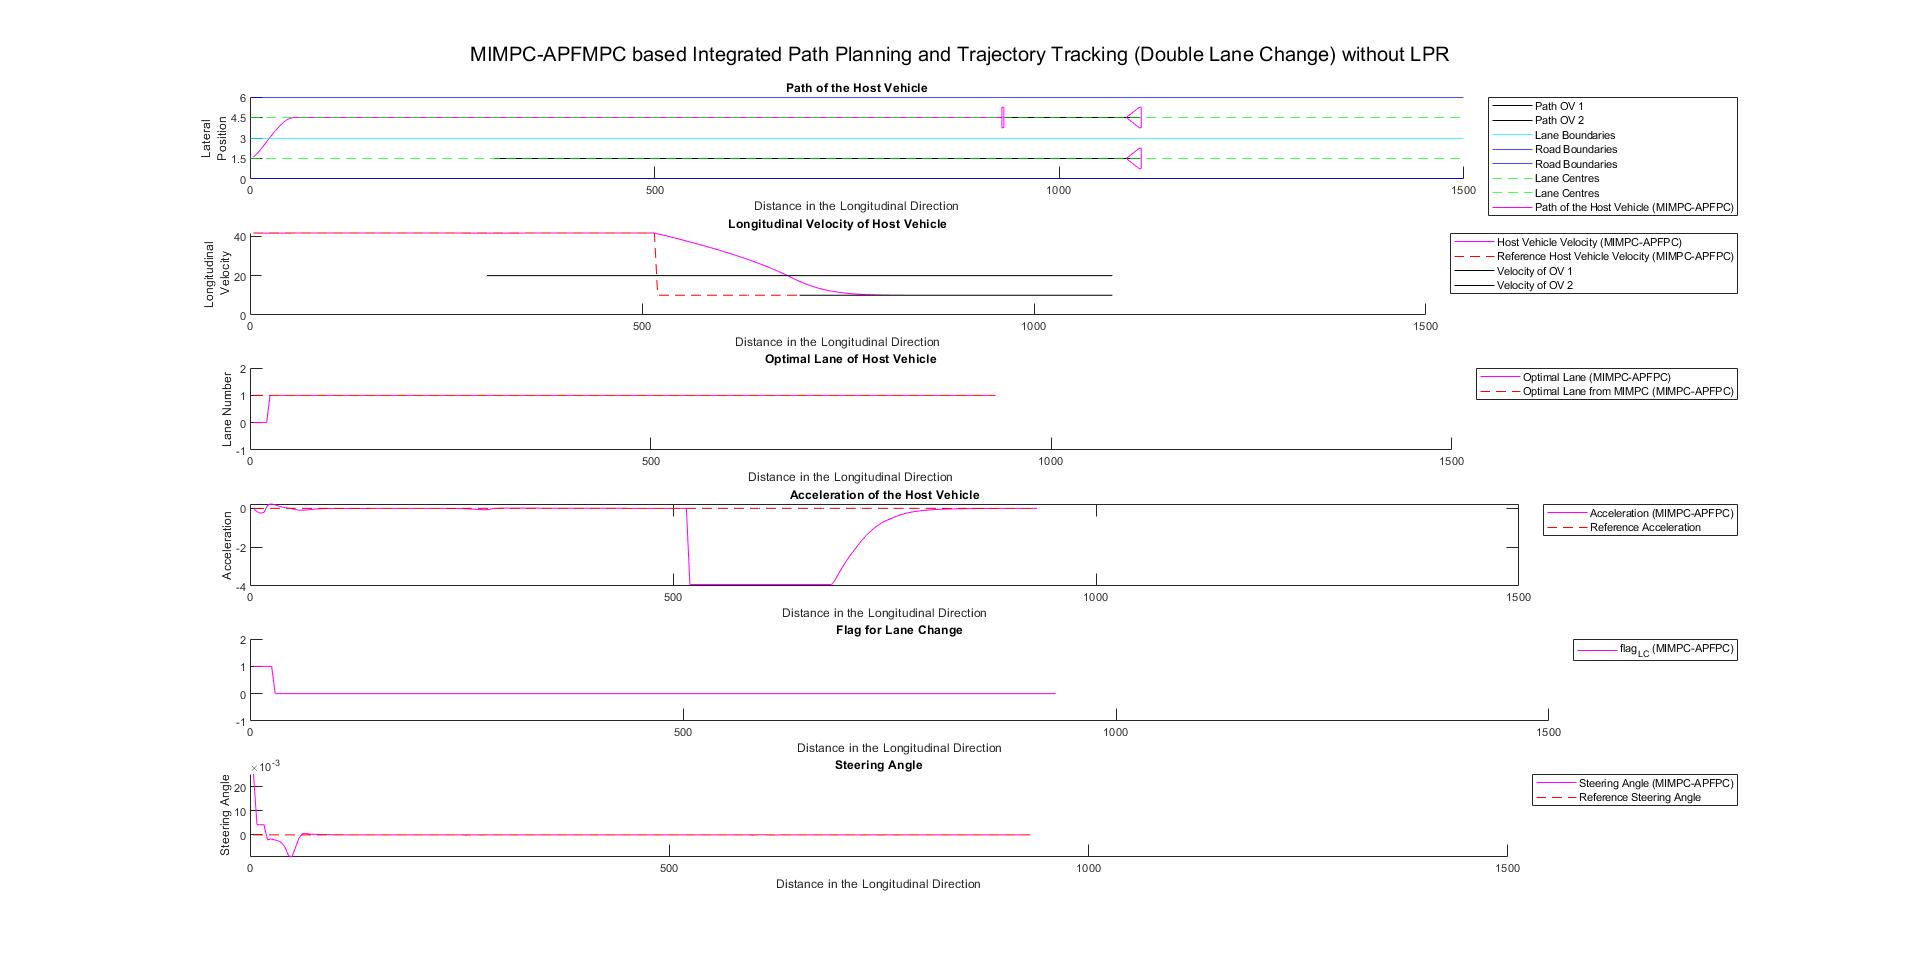 MIMPC-APFMPC based Integrated Path Planning and Trajectory Tracking (Double Lane Change) without LPR
Path of the Host Vehicle
Lateral
Position
6
4.5
3
1.5
0
0
500
1000
1500
Distance in the Longitudinal Direction
Path OV 1
Path OV 2
Lane Boundaries
Road Boundaries
Road Boundaries
Lane Centres
Lane Centres
Path of the Host Vehicle (MIMPC-APFPC)
Longitudinal Velocity of Host Vehicle
Longitudinal
Velocity
40
20
0
0
500
1000
1500
Distance in the Longitudinal Direction
Host Vehicle Velocity (MIMPC-APFPC)
Reference Host Vehicle Velocity (MIMPC-APFPC)
Velocity of OV 1
Velocity of OV 2
Optimal Lane of Host Vehicle
Lane Number
2
1
0
-1
0
500
1000
1500
Distance in the Longitudinal Direction
Optimal Lane (MIMPC-APFPC)
Optimal Lane from MIMPC (MIMPC-APFPC)
Acceleration of the Host Vehicle
Acceleration
0
-2
-4
0
500
1000
1500
Distance in the Longitudinal Direction
Acceleration (MIMPC-APFPC)
Reference Acceleration
Flag for Lane Change
2
1
0
-1
0
500
1000
1500
Distance in the Longitudinal Direction
flag_LC (MIMPC-APFPC)
Steering Angle
×10^-3
Steering Angle
20
10
0
0
500
1000
1500
Distance in the Longitudinal Direction
Steering Angle (MIMPC-APFPC)
Reference Steering Angle